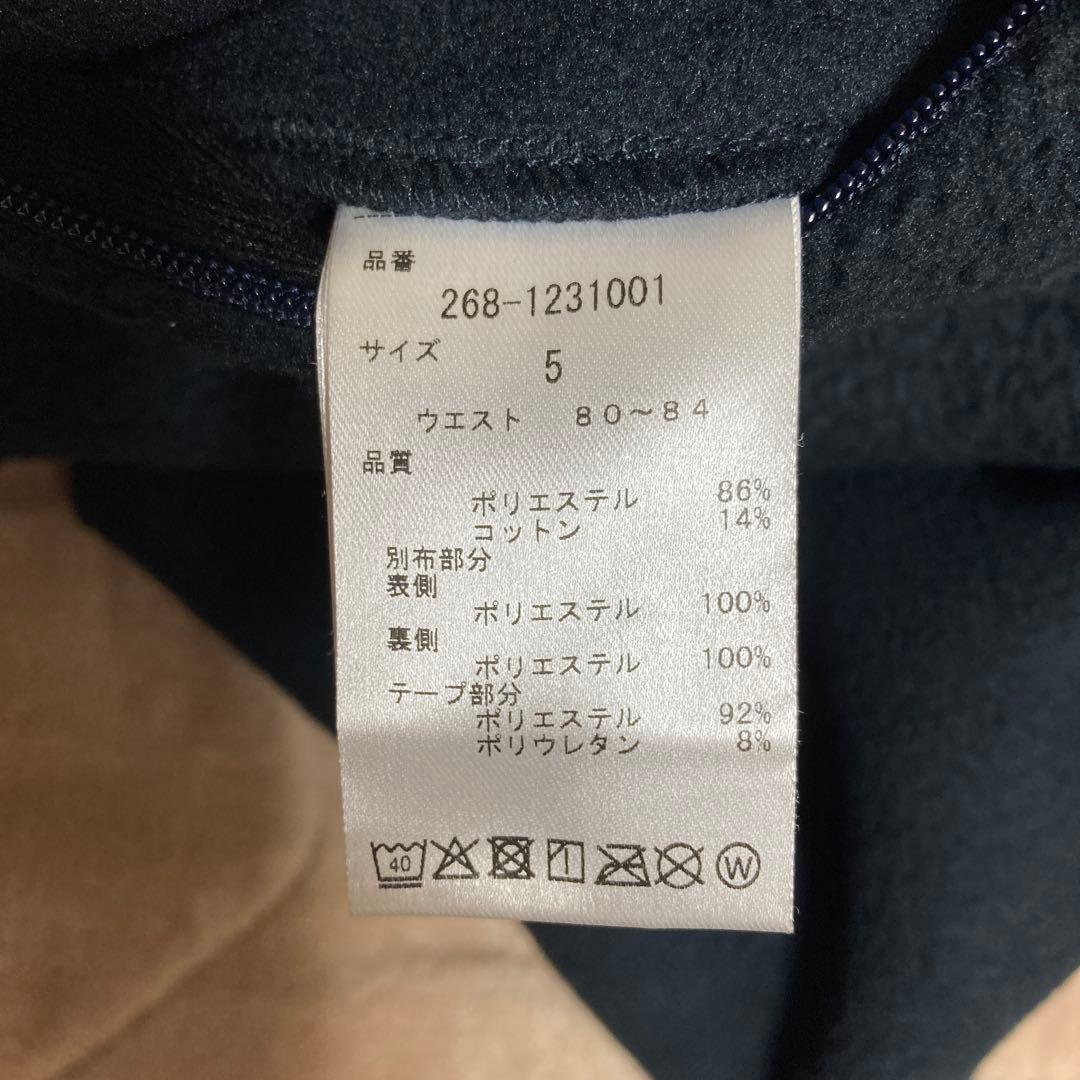 品番
268-1231001
サイズ
5
ウエスト ８０～８４
品質
ポリエステル 86%
コットン 14%
別布部分
表側
ポリエステル 100%
裏側
ポリエステル 100%
テープ部分
ポリエステル 92%
ポリウレタン 8%
40 W